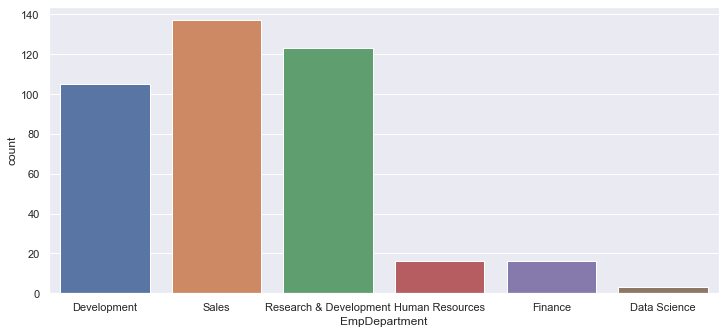 140
120
100
80
60
40
20
0
count
Development Sales Research & Development Human Resources Finance Data Science
EmpDepartment